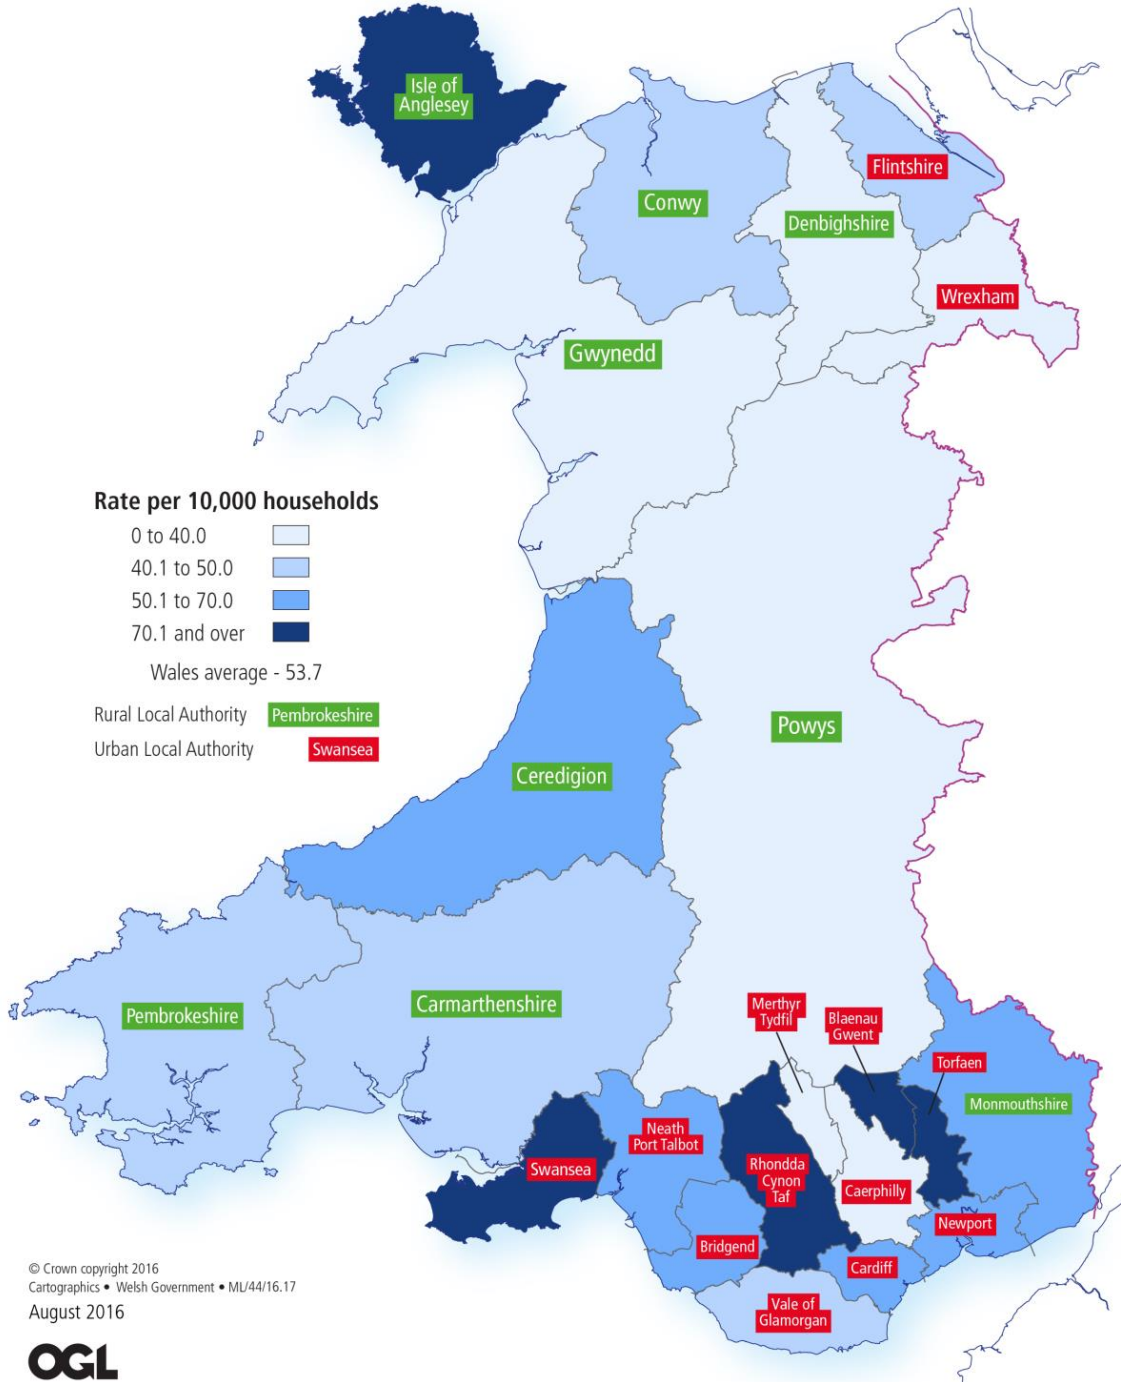 Isle of
Anglesey
Flintshire
Conwy
Denbighshire
Wrexham
Gwynedd
Rate per 10,000 households
0 to 40.0
40.1 to 50.0
50.1 to 70.0
70.1 and over
Wales average - 53.7
Rural Local Authority Pembrokeshire
Urban Local Authority Swansea
Powys
Ceredigion
Carmarthenshire
Pembrokeshire
Merthyr
Tydfil
Blaenau
Gwent
Torfaen
Monmouthshire
Neath
Port Talbot
Swansea
Rhondda
Cynon
Taf
Caerphilly
Newport
Bridgend
Cardiff
Vale of
Glamorgan
© Crown copyright 2016
Cartographics • Welsh Government • ML/44/16.17
August 2016
OGL